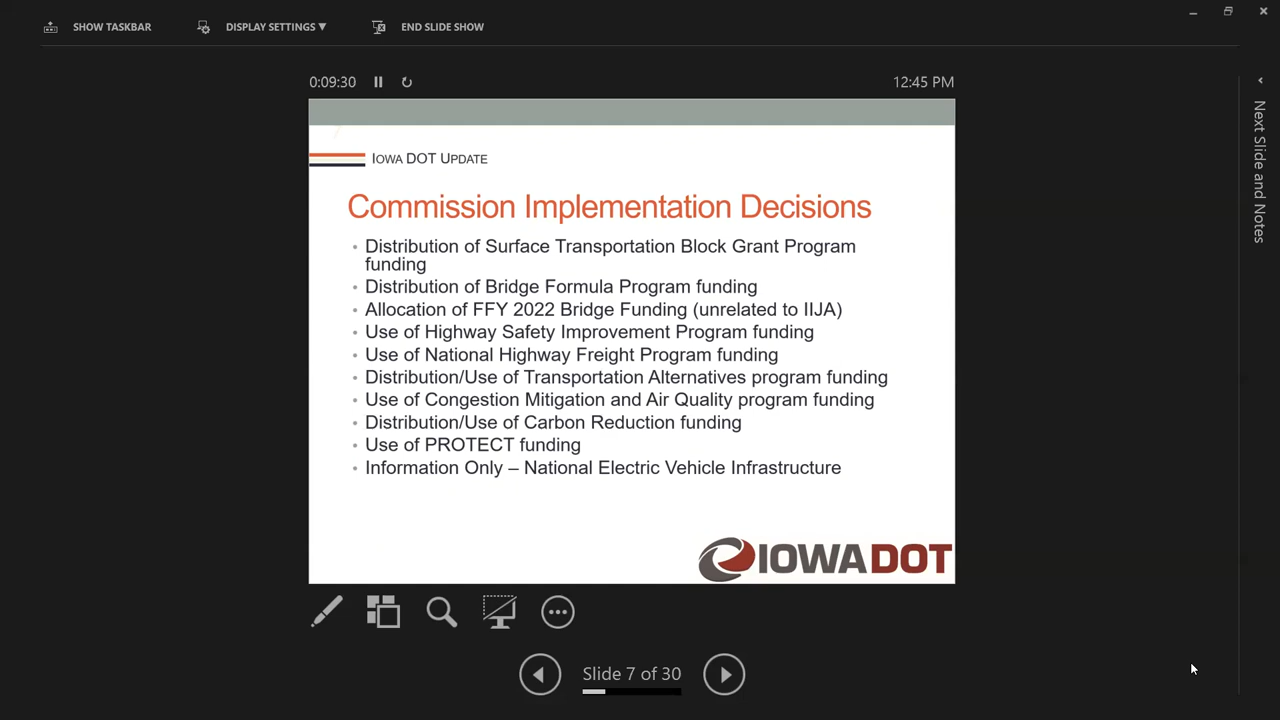 SHOW TASKBAR
DISPLAY SETTINGS ▼
END SLIDE SHOW
0:09:30
12:45 PM
IOWA DOT UPDATE
Commission Implementation Decisions
• Distribution of Surface Transportation Block Grant Program
funding
• Distribution of Bridge Formula Program funding
• Allocation of FFY 2022 Bridge Funding (unrelated to IIJA)
• Use of Highway Safety Improvement Program funding
• Use of National Highway Freight Program funding
• Distribution/Use of Transportation Alternatives program funding
• Use of Congestion Mitigation and Air Quality program funding
• Distribution/Use of Carbon Reduction funding
• Use of PROTECT funding
• Information Only – National Electric Vehicle Infrastructure
IOWADOT
Slide 7 of 30
Next Slide and Notes